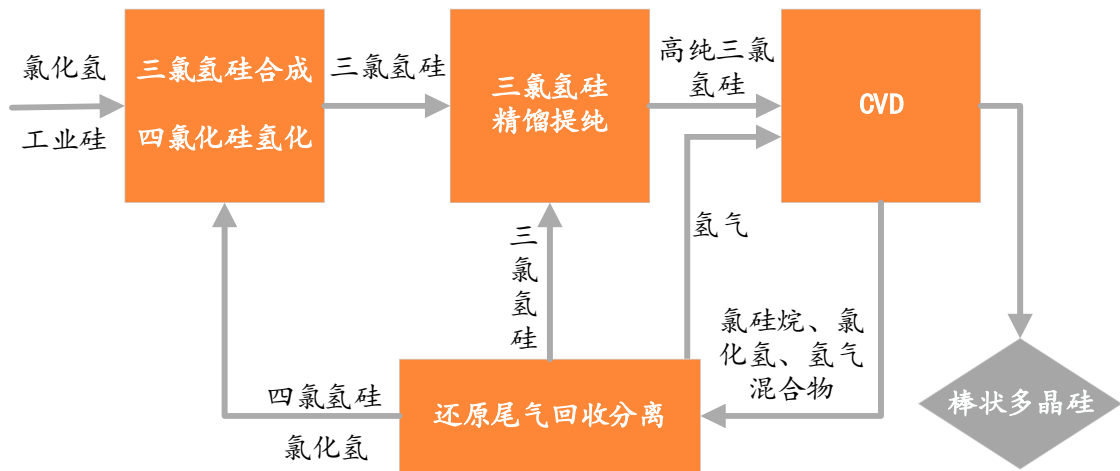 氯化氢
工业硅
三氯氢硅合成
四氯化硅氢化
三氯氢硅
三氯氢硅
精馏提纯
高纯三氯
氢硅
CVD
氢气
三
氯
氢
硅
氯硅烷、氯
化氢、氢气
混合物
四氯氢硅
氯化氢
还原尾气回收分离
棒状多晶硅